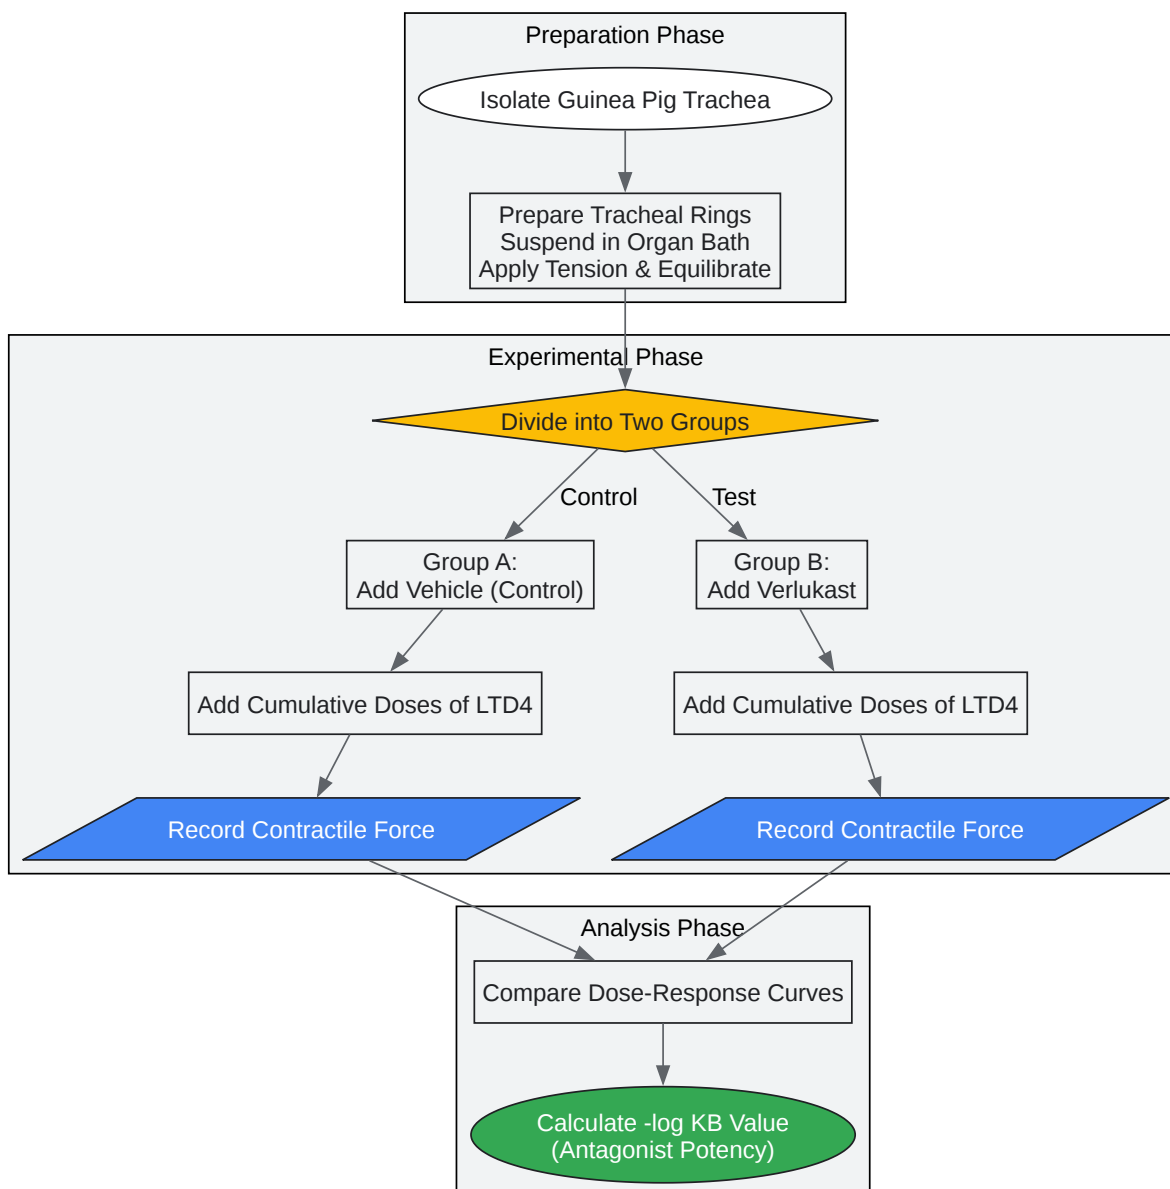 Preparation Phase
Isolate Guinea Pig Trachea
Prepare Tracheal Rings
Suspend in Organ Bath
Apply Tension & Equilibrate
Experimental Phase
Divide into Two Groups
Control
Test
Group A:
Add Vehicle (Control)
Group B:
Add Verlukast
Add Cumulative Doses of LTD4
Add Cumulative Doses of LTD4
Record Contractile Force
Record Contractile Force
Analysis Phase
Compare Dose-Response Curves
Calculate -log KB Value
(Antagonist Potency)